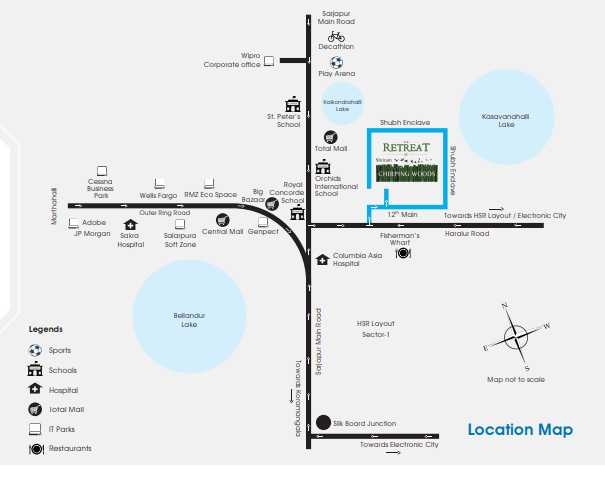 Sarjapur
Main Road
Decathlon
Wipro
Corporate office
Play Arena
Kaikondrahalli
Lake
Kasavanahalli
Lake
St. Peter's
School
Shubh Enclave
Total Mall
THE
RETREAT
Shriram
CHIRPING WOODS
Shubh Enclave
Orchids
International
School
Cessna
Business
Park
Wells Fargo
RMZ Eco Space
Big
Bazaar
Royal
Concorde
School
Marthahalli
Outer Ring Road
12th Main
Towards HSR Layout / Electronic City
Adobe
JP Morgan
Sakra
Hospital
Salarpura
Soft Zone
Central Mall
Genpect
Fisherman's
Wharf
Haralur Road
Columbia Asia
Hospital
Bellandur
Lake
HSR Layout
Sector-1
Sarjapur Main Road
N
W
E
S
Map not to scale
Legends
Sports
Schools
Hospital
Total Mall
IT Parks
Restaurants
Towards Koramangala
Silk Board Junction
Towards Electronic City
Location Map